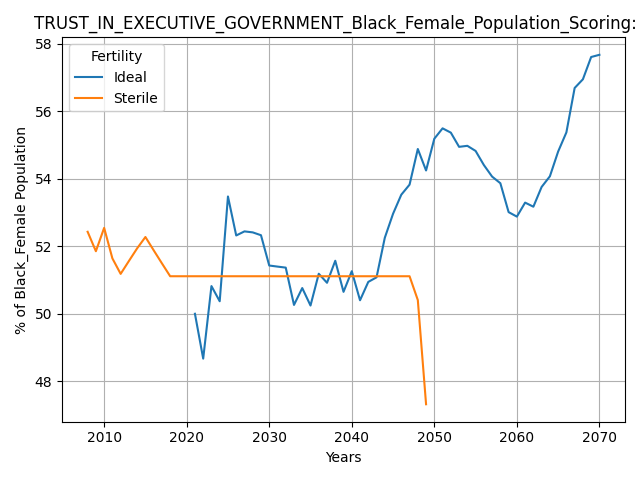 TRUST_IN_EXECUTIVE_GOVERNMENT_Black_Female_Population_Scoring:
Fertility
Ideal
Sterile
% of Black_Female Population
58
56
54
52
50
48
2010 2020 2030 2040 2050 2060 2070
Years